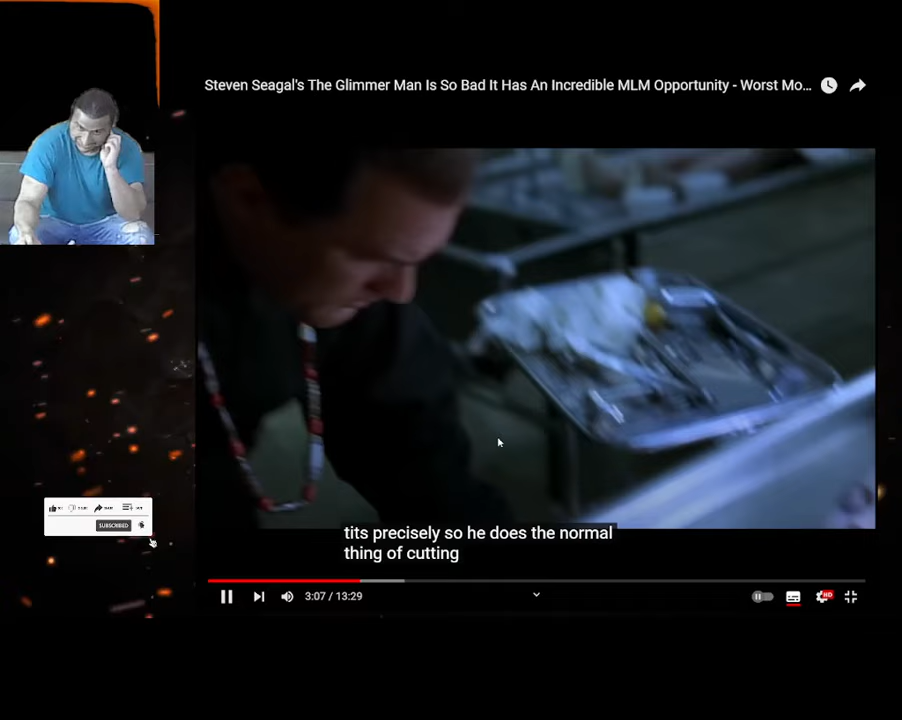 Steven Seagal's The Glimmer Man Is So Bad It Has An Incredible MLM Opportunity - Worst Mo...
SUBSCRIBED
tits precisely so he does the normal
thing of cutting
3:07 / 13:29
HD